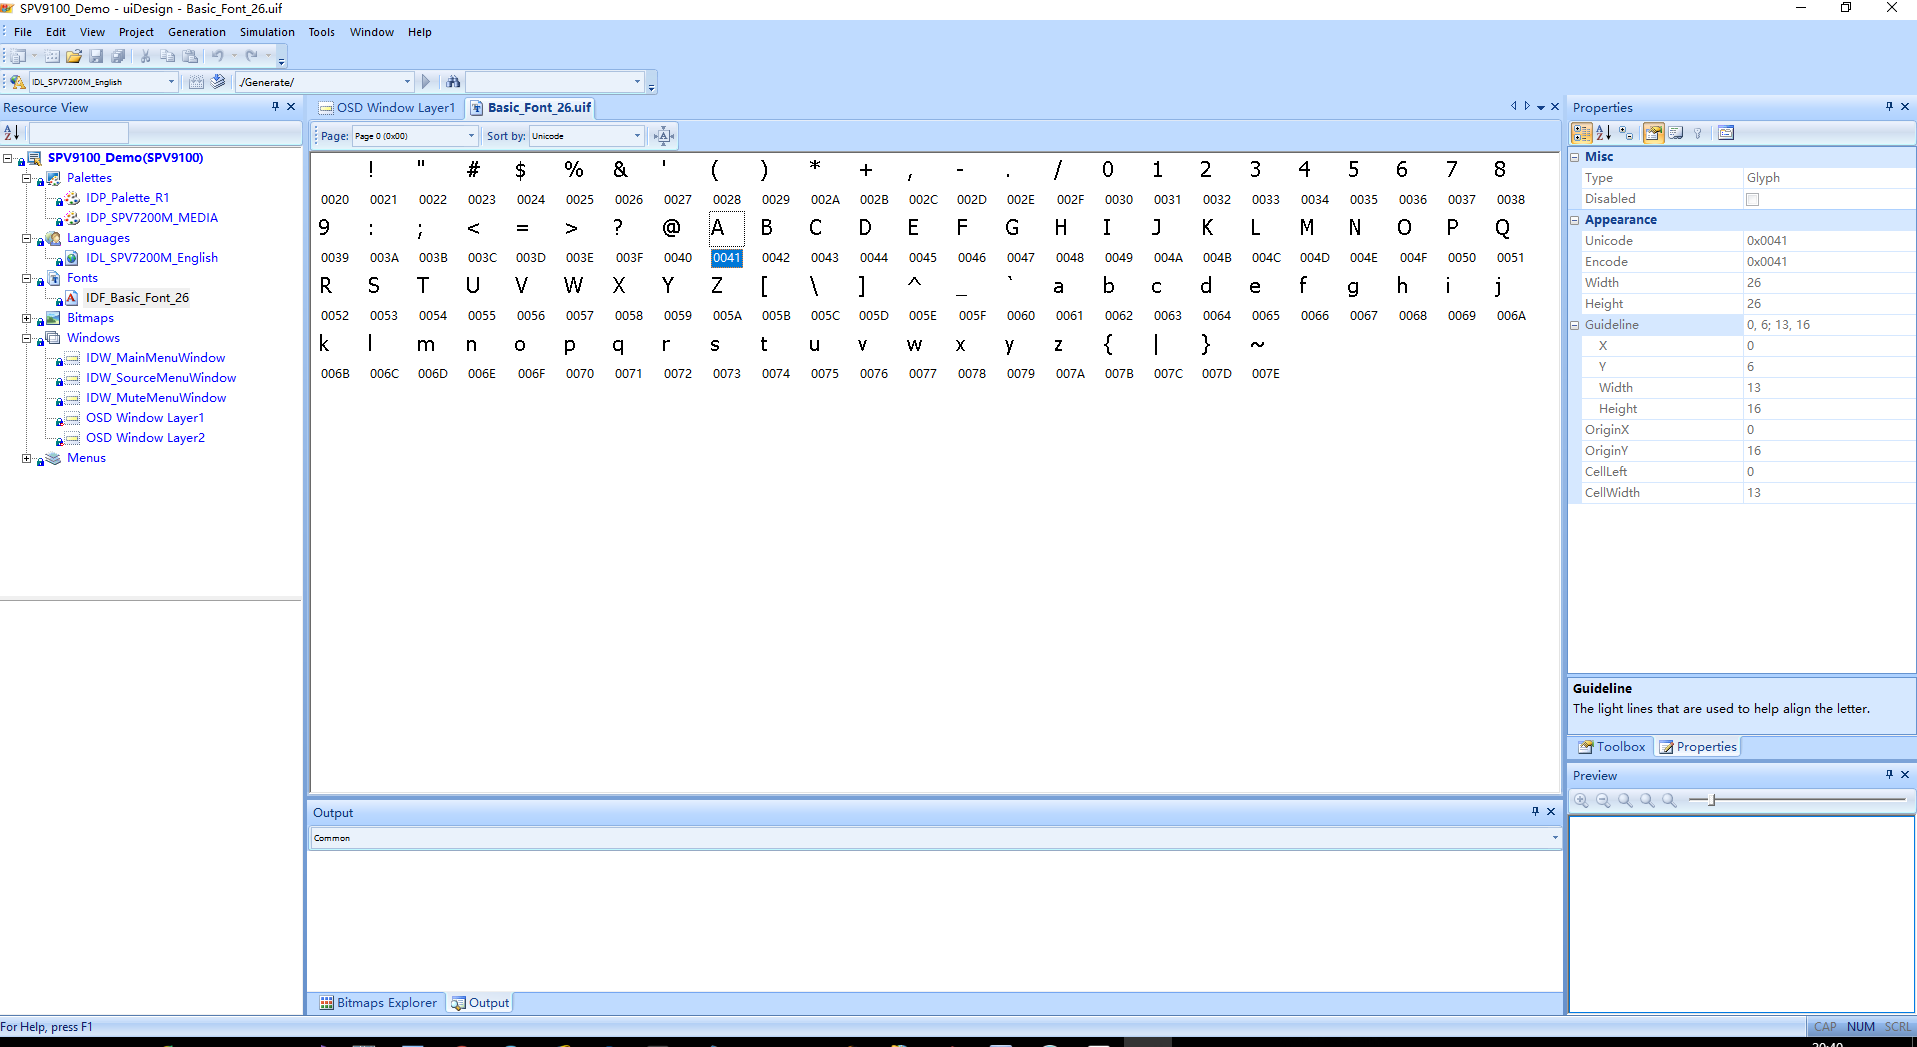 SPV9100_Demo - uiDesign - Basic_Font_26.uif
File Edit View Project Generation Simulation Tools Window Help
IDL_SPV7200M_English ./Generate/
Resource View
SPV9100_Demo(SPV9100)
Palettes
IDP_Palette_R1
IDP_SPV7200M_MEDIA
Languages
IDL_SPV7200M_English
Fonts
IDF_Basic_Font_26
Bitmaps
Windows
IDW_MainMenuWindow
IDW_SourceMenuWindow
IDW_MuteMenuWindow
OSD Window Layer1
OSD Window Layer2
Menus
OSD Window Layer1 Basic_Font_26.uif
Page: Page 0 (0x00) Sort by: Unicode
! " # $ % & ' ( ) * + , - . / 0 1 2 3 4 5 6 7 8
0020 0021 0022 0023 0024 0025 0026 0027 0028 0029 002A 002B 002C 002D 002E 002F 0030 0031 0032 0033 0034 0035 0036 0037 0038
9 : ; < = > ? @ A B C D E F G H I J K L M N O P Q
0039 003A 003B 003C 003D 003E 003F 0040 0041 0042 0043 0044 0045 0046 0047 0048 0049 004A 004B 004C 004D 004E 004F 0050 0051
R S T U V W X Y Z [ \ ] ^ _ ` a b c d e f g h i j
0052 0053 0054 0055 0056 0057 0058 0059 005A 005B 005C 005D 005E 005F 0060 0061 0062 0063 0064 0065 0066 0067 0068 0069 006A
k l m n o p q r s t u v w x y z { | } ~
006B 006C 006D 006E 006F 0070 0071 0072 0073 0074 0075 0076 0077 0078 0079 007A 007B 007C 007D 007E
Output
Common
Bitmaps Explorer Output
Properties
Misc
Type Glyph
Disabled
Appearance
Unicode 0x0041
Encode 0x0041
Width 26
Height 26
Guideline 0, 6; 13, 16
X 0
Y 6
Width 13
Height 16
OriginX 0
OriginY 16
CellLeft 0
CellWidth 13
Guideline
The light lines that are used to help align the letter.
Toolbox Properties
Preview
For Help, press F1
CAP NUM SCRL